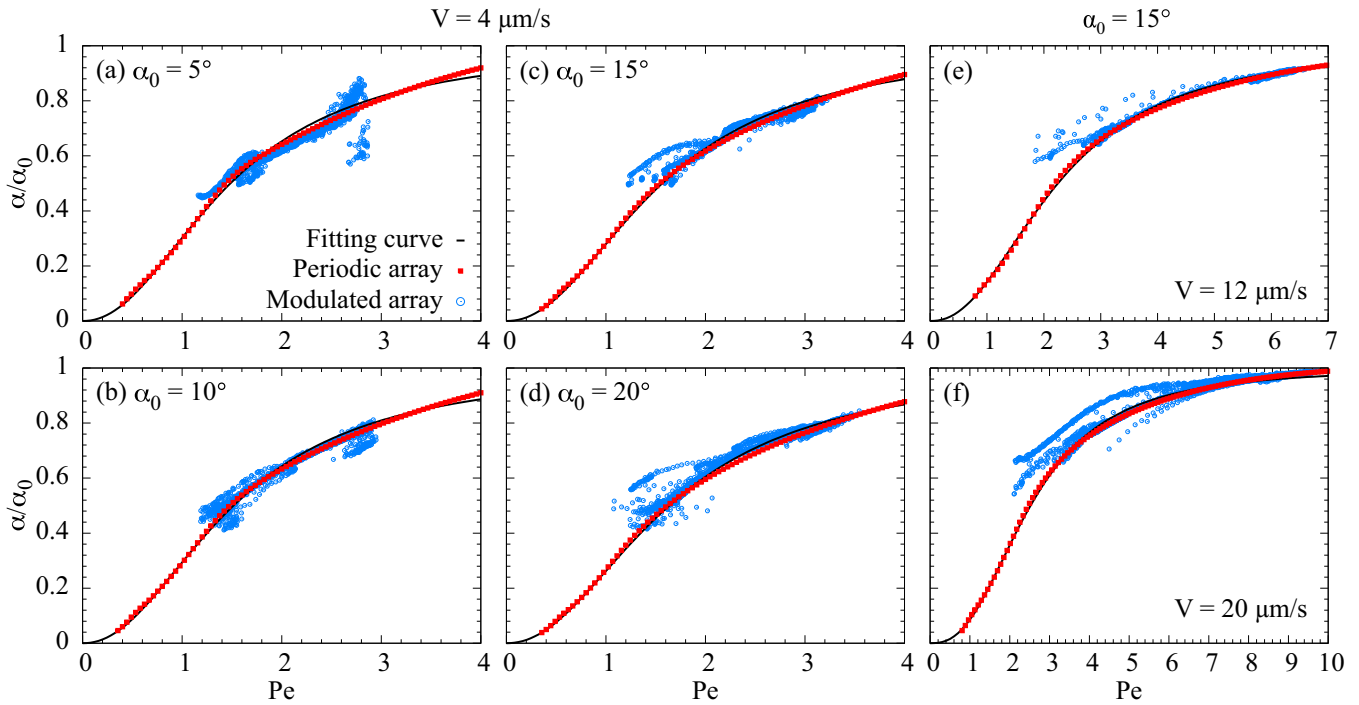 V = 4 μm/s
α₀ = 15°
(a) α₀ = 5°
(c) α₀ = 15°
(e)
1
0.8
0.6
0.4
0.2
0
α/α₀
Fitting curve
Periodic array
Modulated array
V = 12 μm/s
0 1 2 3 4
0 1 2 3 4
0 1 2 3 4 5 6 7
(b) α₀ = 10°
(d) α₀ = 20°
(f)
1
0.8
0.6
0.4
0.2
0
α/α₀
V = 20 μm/s
0 1 2 3 4
0 1 2 3 4
0 1 2 3 4 5 6 7 8 9 10
Pe
Pe
Pe